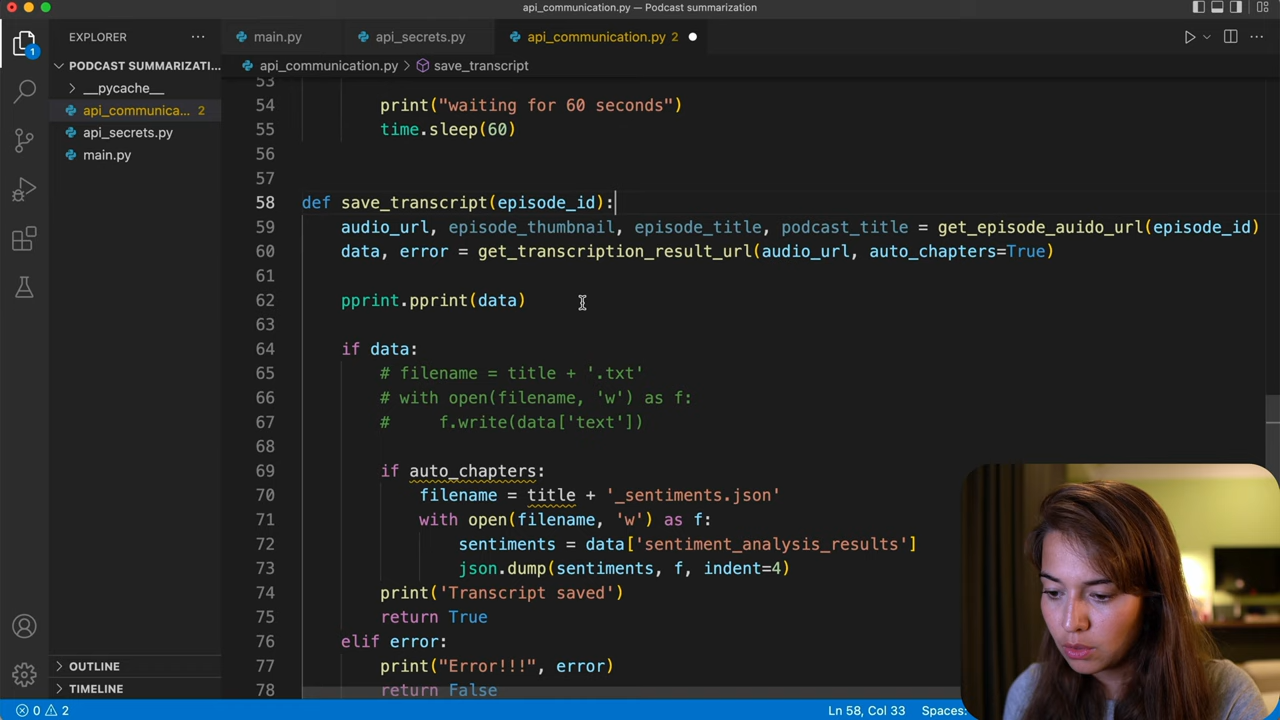 api_communication.py — Podcast summarization
EXPLORER ...
main.py
api_secrets.py
api_communication.py 2
api_communication.py > save_transcript
1
PODCAST SUMMARIZATI...
__pycache__
api_communica... 2
api_secrets.py
main.py
OUTLINE
TIMELINE
53
54 print("waiting for 60 seconds")
55 time.sleep(60)
56
57
58 def save_transcript(episode_id):
59 audio_url, episode_thumbnail, episode_title, podcast_title = get_episode_auido_url(episode_id)
60 data, error = get_transcription_result_url(audio_url, auto_chapters=True)
61
62 pprint.pprint(data)
63
64 if data:
65 # filename = title + '.txt'
66 # with open(filename, 'w') as f:
67 # f.write(data['text'])
68
69 if auto_chapters:
70 filename = title + '_sentiments.json'
71 with open(filename, 'w') as f:
72 sentiments = data['sentiment_analysis_results']
73 json.dump(sentiments, f, indent=4)
74 print('Transcript saved')
75 return True
76 elif error:
77 print("Error!!!", error)
78 return False
0 2
Ln 58, Col 33
Spaces: